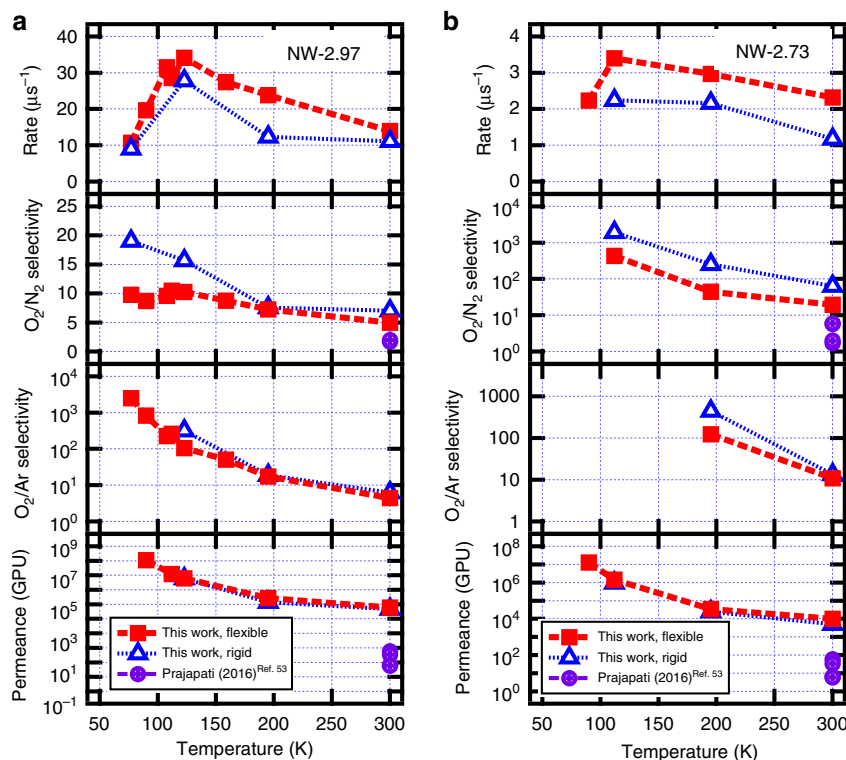 a
NW-2.97
Rate (μs⁻¹)
40
30
20
10
0
O₂/N₂ selectivity
25
20
15
10
5
0
O₂/Ar selectivity
10⁴
10³
10²
10¹
10⁰
Permeance (GPU)
10⁹
10⁷
10⁵
10³
10¹
10⁻¹
This work, flexible
This work, rigid
Prajapati (2016)Ref. 53
50 100 150 200 250 300
Temperature (K)
b
NW-2.73
Rate (μs⁻¹)
4
3
2
1
0
O₂/N₂ selectivity
10⁴
10³
10²
10¹
10⁰
O₂/Ar selectivity
1000
100
10
1
Permeance (GPU)
10⁸
10⁶
10⁴
10²
10⁰
This work, flexible
This work, rigid
Prajapati (2016)Ref. 53
50 100 150 200 250 300
Temperature (K)